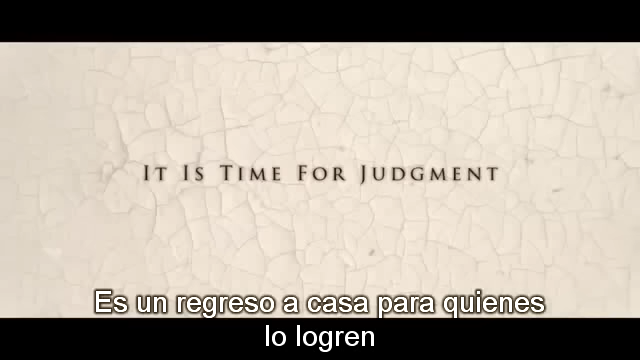 It Is Time For Judgment
Es un regreso a casa para quienes
lo logren